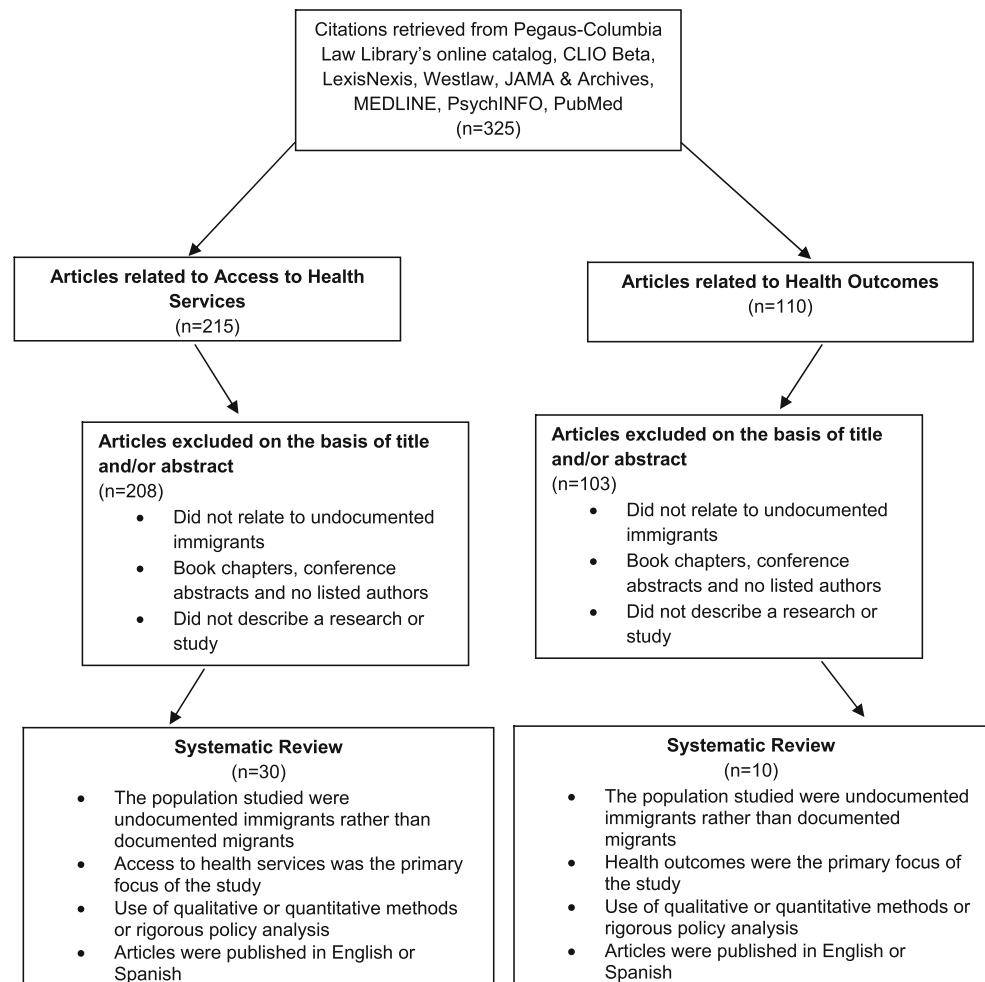 Citations retrieved from Pegaus-Columbia
Law Library's online catalog, CLIO Beta,
LexisNexis, Westlaw, JAMA & Archives,
MEDLINE, PsychINFO, PubMed
(n=325)
Articles related to Access to Health
Services
(n=215)
Articles related to Health Outcomes
(n=110)
Articles excluded on the basis of title
and/or abstract
(n=208)
• Did not relate to undocumented
immigrants
• Book chapters, conference
abstracts and no listed authors
• Did not describe a research or
study
Articles excluded on the basis of title
and/or abstract
(n=103)
• Did not relate to undocumented
immigrants
• Book chapters, conference
abstracts and no listed authors
• Did not describe a research or
study
Systematic Review
(n=30)
• The population studied were
undocumented immigrants rather than
documented migrants
• Access to health services was the primary
focus of the study
• Use of qualitative or quantitative methods
or rigorous policy analysis
• Articles were published in English or
Spanish
Systematic Review
(n=10)
• The population studied were undocumented
immigrants rather than documented
migrants
• Health outcomes were the primary focus of
the study
• Use of qualitative or quantitative methods or
rigorous policy analysis
• Articles were published in English or
Spanish